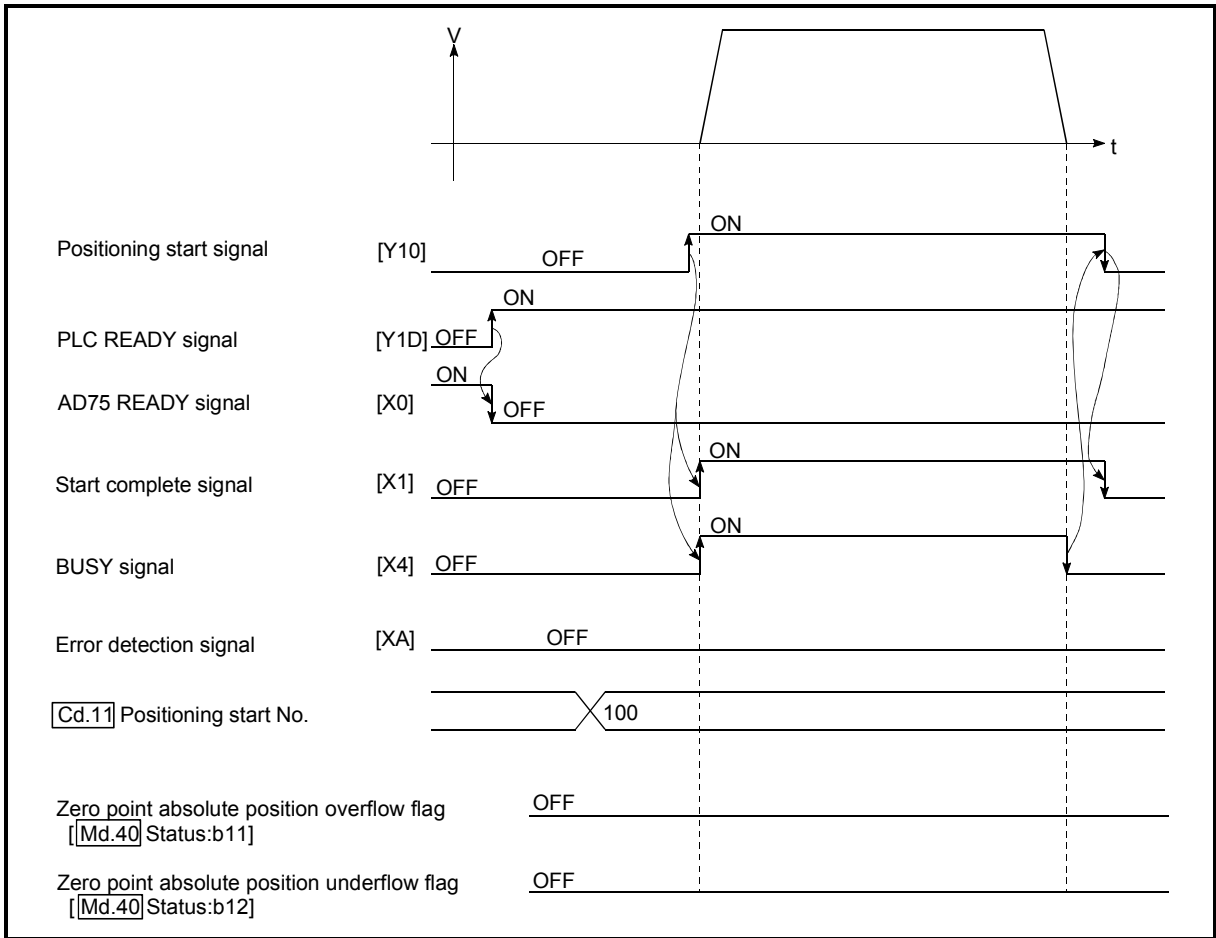 V
t
Positioning start signal [Y10] OFF ON
PLC READY signal [Y1D] OFF ON
AD75 READY signal [X0] ON OFF
Start complete signal [X1] OFF ON
BUSY signal [X4] OFF ON
Error detection signal [XA] OFF
Cd.11 Positioning start No. 100
Zero point absolute position overflow flag OFF
[Md.40 Status:b11]
Zero point absolute position underflow flag OFF
[Md.40 Status:b12]